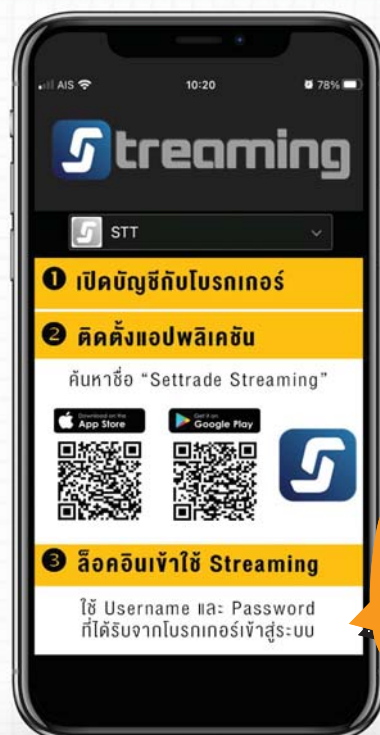 AIS
10:20
78%
Streaming
STT
1 เปิดบัญชีกับโบรกเกอร์
2 ติดตั้งแอปพลิเคชัน
ค้นหาชื่อ “Settrade Streaming”
Download on the
App Store
Get it on
Google Play
3 ล็อคอินเข้าใช้ Streaming
ใช้ Username และ Password
ที่ได้รับจากโบรกเกอร์เข้าสู่ระบบ